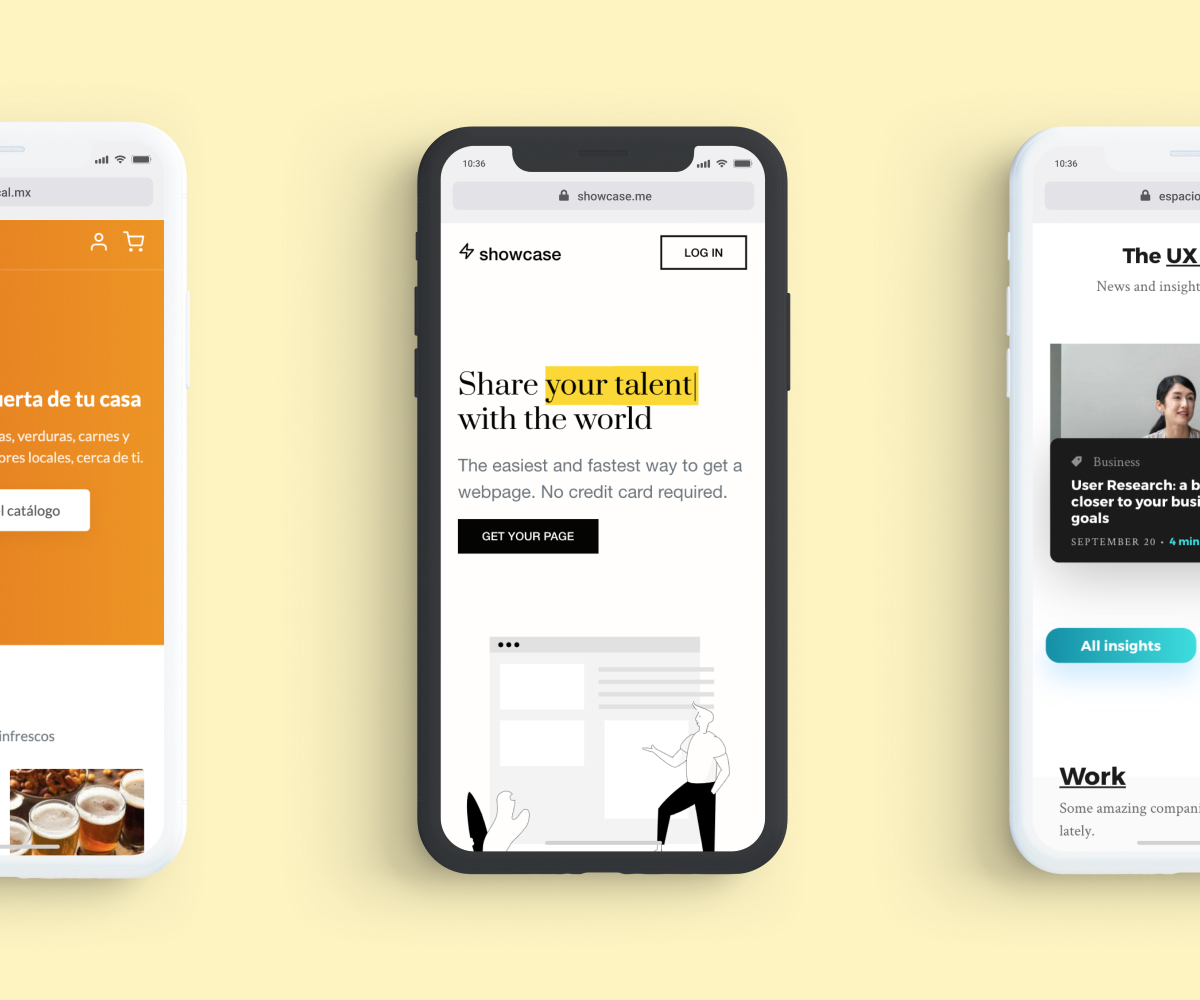 cal.mx
uerta de tu casa
as, verduras, carnes y
ores locales, cerca de ti.
l catálogo
infrescos
10:36
showcase.me
showcase
LOG IN
Share your talent|
with the world
The easiest and fastest way to get a
webpage. No credit card required.
GET YOUR PAGE
10:36
espacio
The UX
News and insight
Business
User Research: a b
closer to your busi
goals
SEPTEMBER 20 • 4 min
All insights
Work
Some amazing compani
lately.